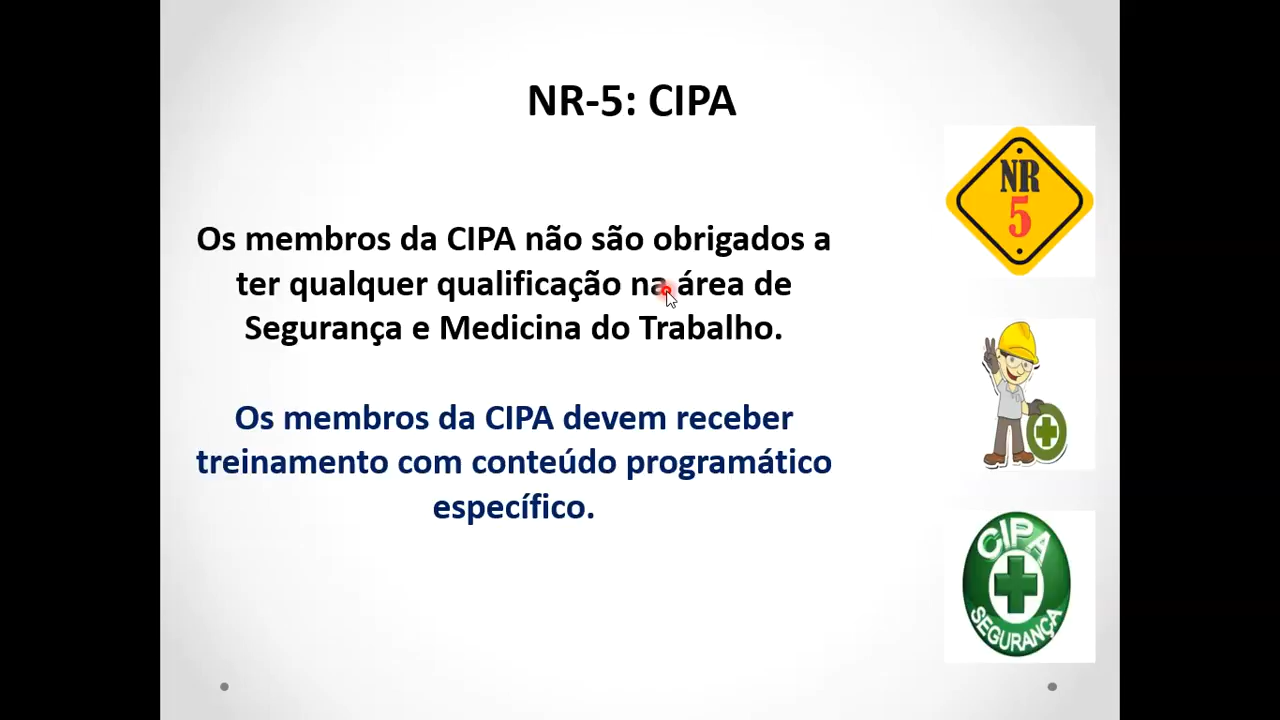 NR-5: CIPA
NR
5
Os membros da CIPA não são obrigados a
ter qualquer qualificação na área de
Segurança e Medicina do Trabalho.
Os membros da CIPA devem receber
treinamento com conteúdo programático
específico.
CIPA
SEGURANÇA